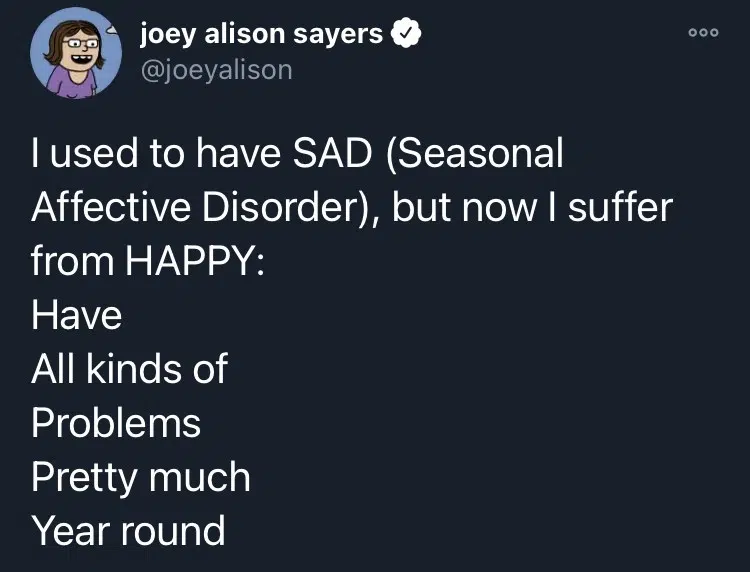 joey alison sayers
@joeyalison
I used to have SAD (Seasonal
Affective Disorder), but now I suffer
from HAPPY:
Have
All kinds of
Problems
Pretty much
Year round